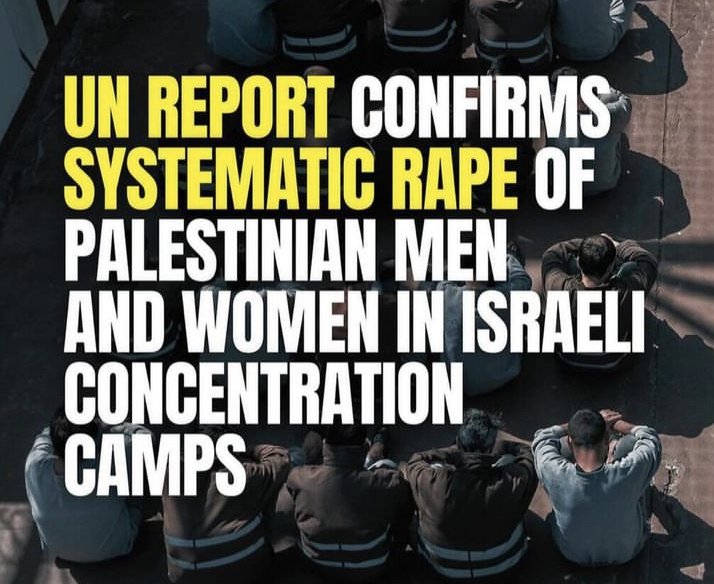 UN REPORT CONFIRMS
SYSTEMATIC RAPE OF
PALESTINIAN MEN
AND WOMEN IN ISRAELI
CONCENTRATION
CAMPS